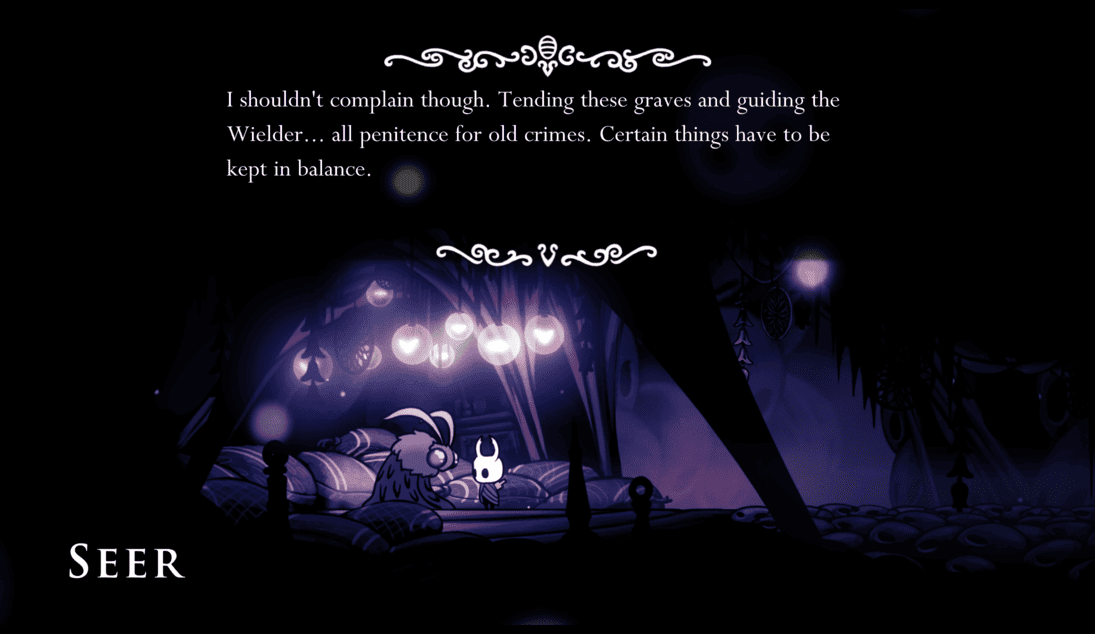 I shouldn't complain though. Tending these graves and guiding the
Wielder... all penitence for old crimes. Certain things have to be
kept in balance.
SEER